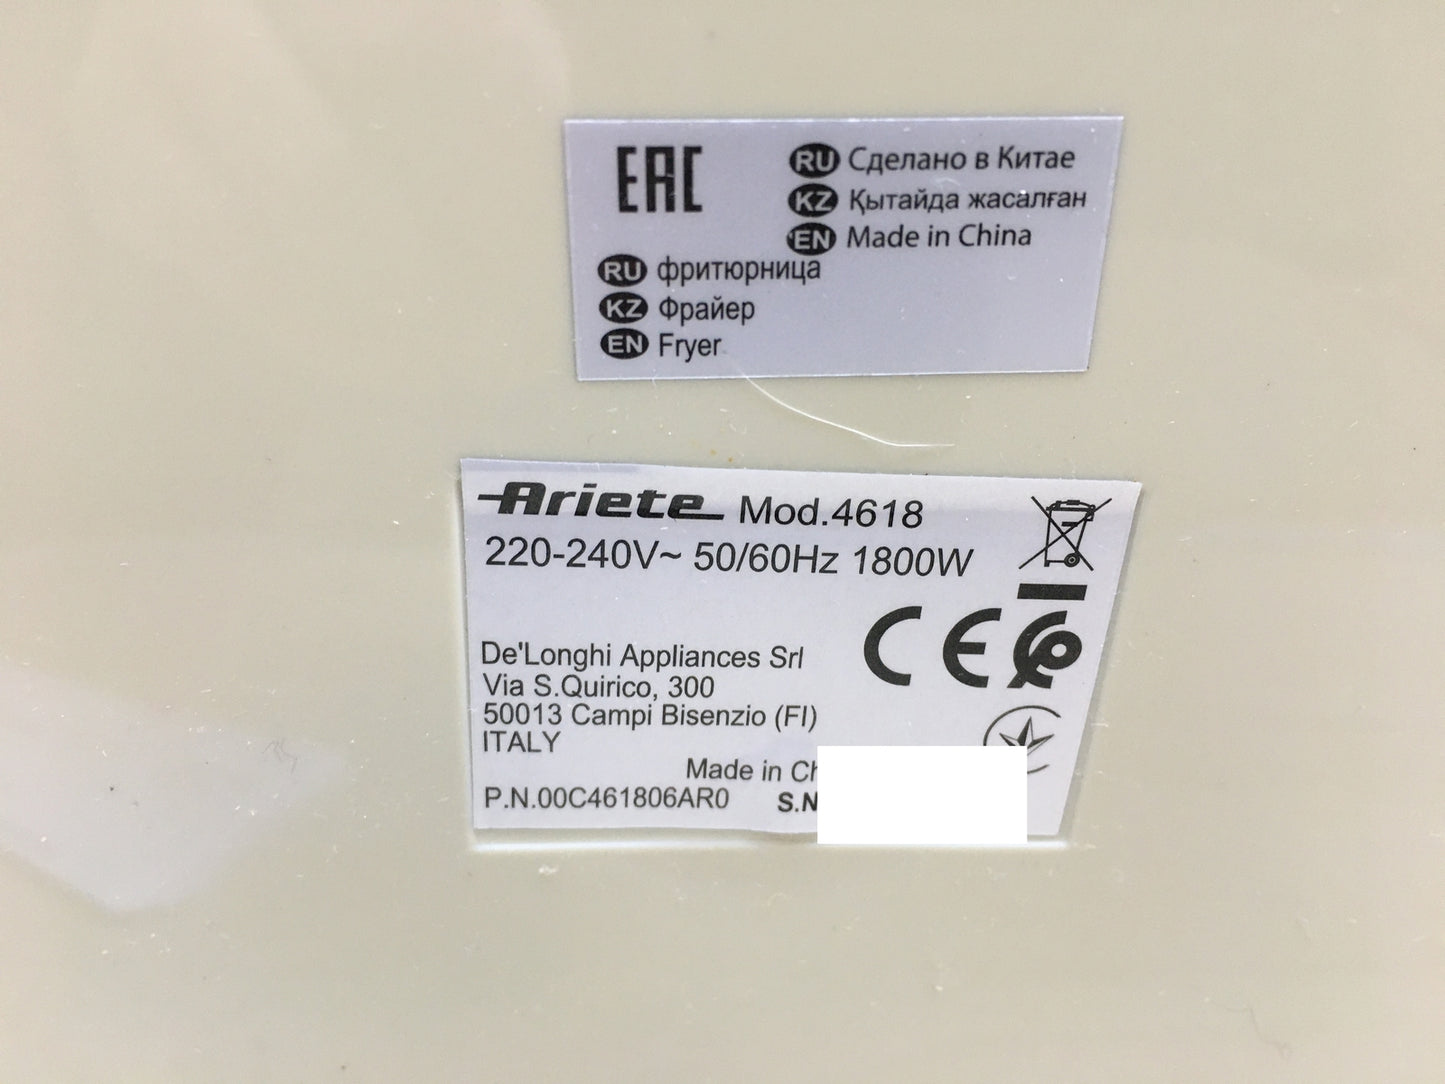 EAC
RU Сделано в Китае
KZ Қытайда жасалған
EN Made in China
RU фритюрница
KZ Фрайер
EN Fryer
Ariete Mod.4618
220-240V~ 50/60Hz 1800W
CE
De'Longhi Appliances Srl
Via S.Quirico, 300
50013 Campi Bisenzio (FI)
ITALY
Made in
P.N.00C461806AR0 S.N